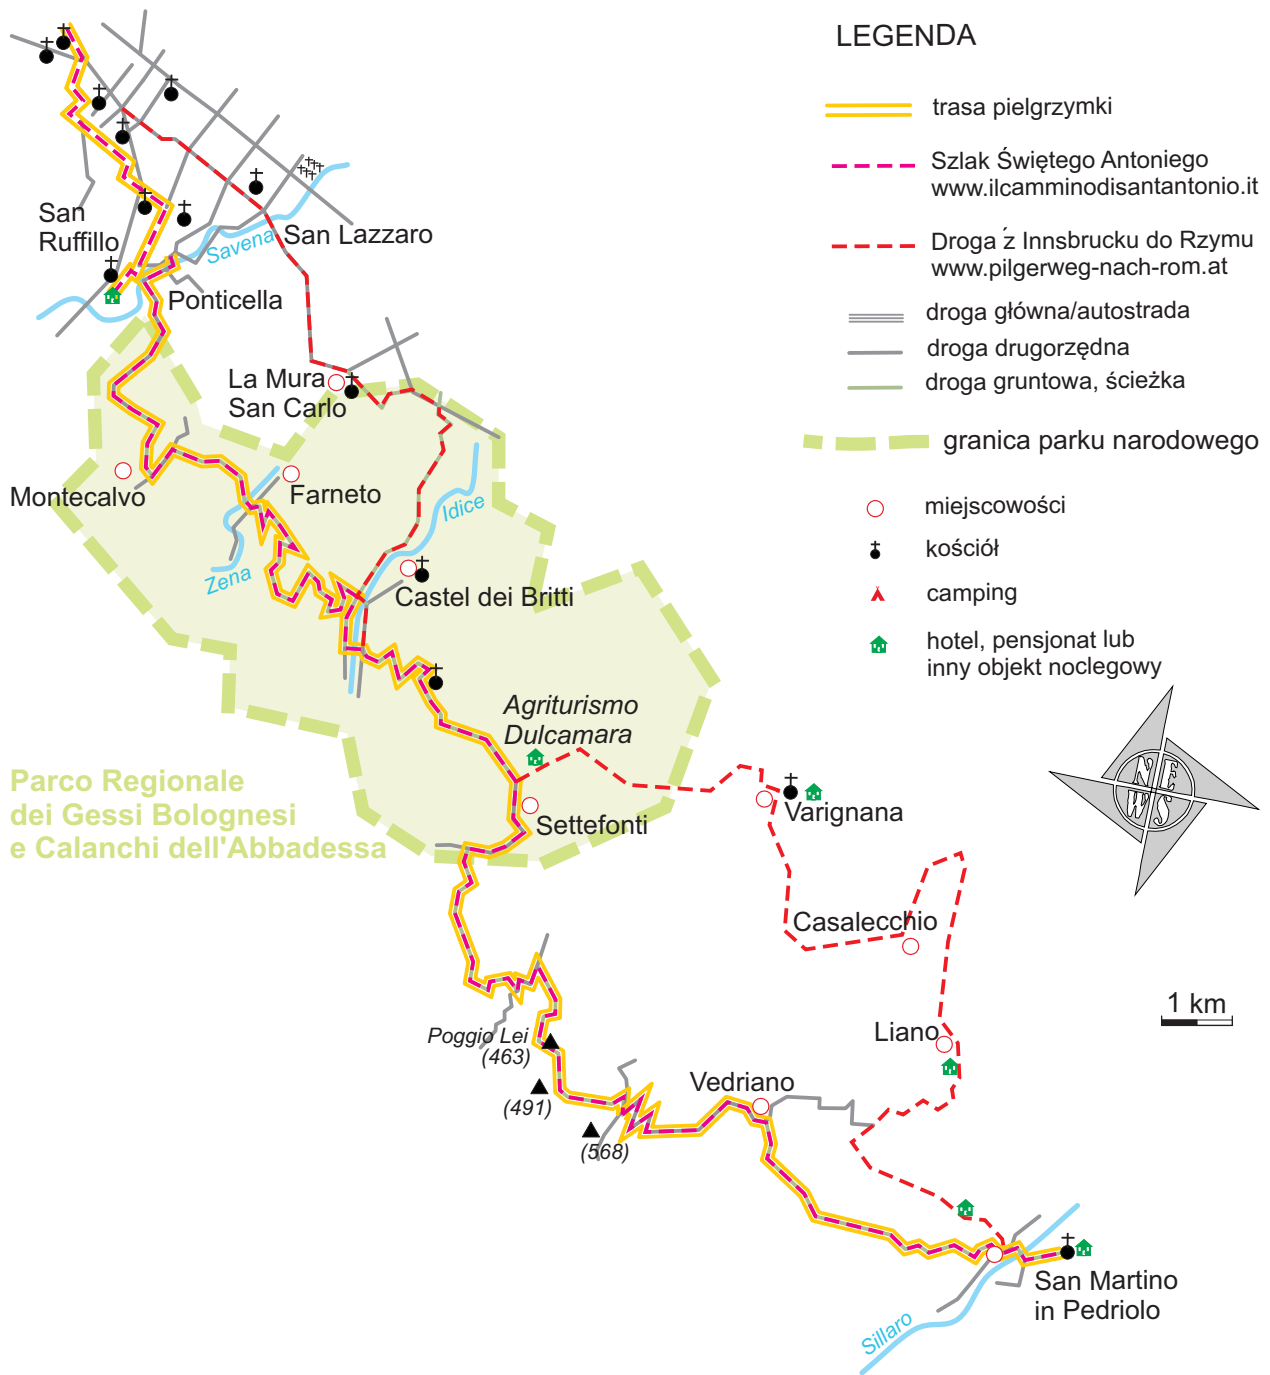 LEGENDA
trasa pielgrzymki
Szlak Świętego Antoniego
www.ilcamminodisantantonio.it
Droga ź Innsbrucku do Rzymu
www.pilgerweg-nach-rom.at
droga główna/autostrada
droga drugorzędna
droga gruntowa, ścieżka
granica parku narodowego
miejscowości
kościół
camping
hotel, pensjonat lub
inny objekt noclegowy
San
Ruffillo
Savena
San Lazzaro
Ponticella
La Mura
San Carlo
Montecalvo
Farneto
Idice
Zena
Castel dei Britti
Agriturismo
Dulcamara
Parco Regionale
dei Gessi Bolognesi
e Calanchi dell'Abbadessa
Settefonti
Varignana
N E
W S
Casalecchio
1 km
Liano
Poggio Lei
(463)
Vedriano
(491)
(568)
San Martino
in Pedriolo
Sillaro